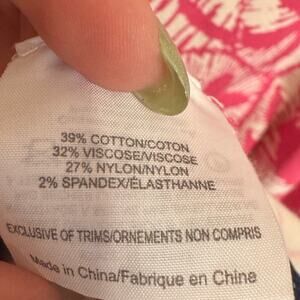 39% COTTON/COTON
32% VISCOSE/VISCOSE
27% NYLON/NYLON
2% SPANDEX/ÉLASTHANNE
EXCLUSIVE OF TRIMS/ORNEMENTS NON COMPRIS
Made in China/Fabrique en Chine